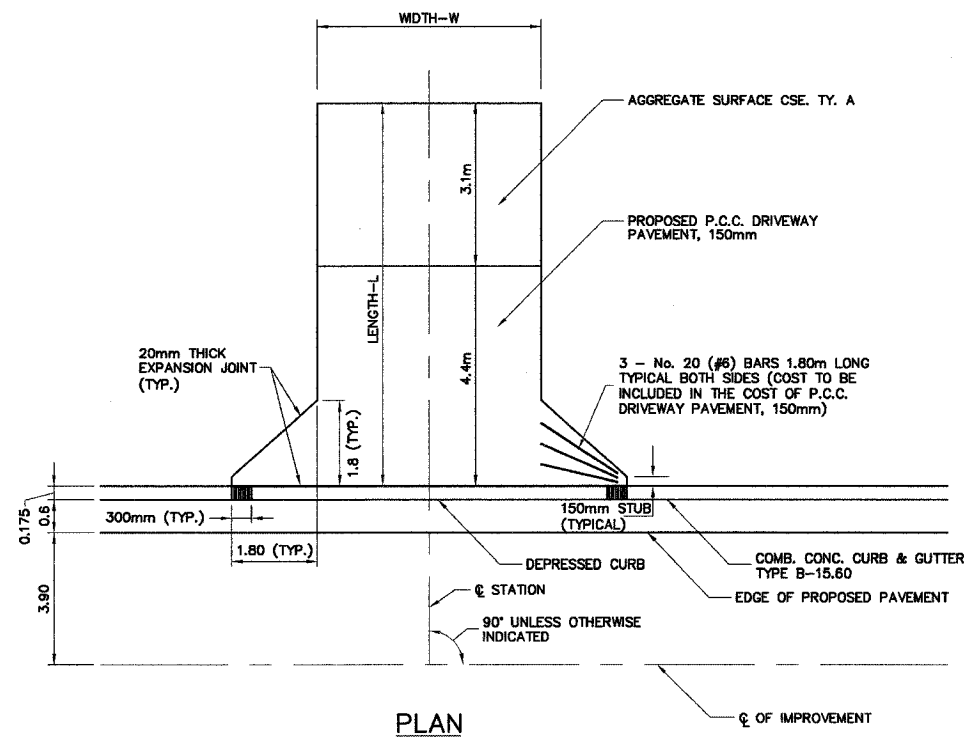 WIDTH-W
AGGREGATE SURFACE CSE. TY. A
3.1m
PROPOSED P.C.C. DRIVEWAY
PAVEMENT, 150mm
LENGTH-L
20mm THICK
EXPANSION JOINT
(TYP.)
4.4m
3 - No. 20 (#6) BARS 1.80m LONG
TYPICAL BOTH SIDES (COST TO BE
INCLUDED IN THE COST OF P.C.C.
DRIVEWAY PAVEMENT, 150mm)
1.8 (TYP.)
0.175
0.6
300mm (TYP.)
150mm STUB
(TYPICAL)
1.80 (TYP.)
DEPRESSED CURB
COMB. CONC. CURB & GUTTER
TYPE B-15.60
EDGE OF PROPOSED PAVEMENT
3.90
℄ STATION
90° UNLESS OTHERWISE
INDICATED
℄ OF IMPROVEMENT
PLAN